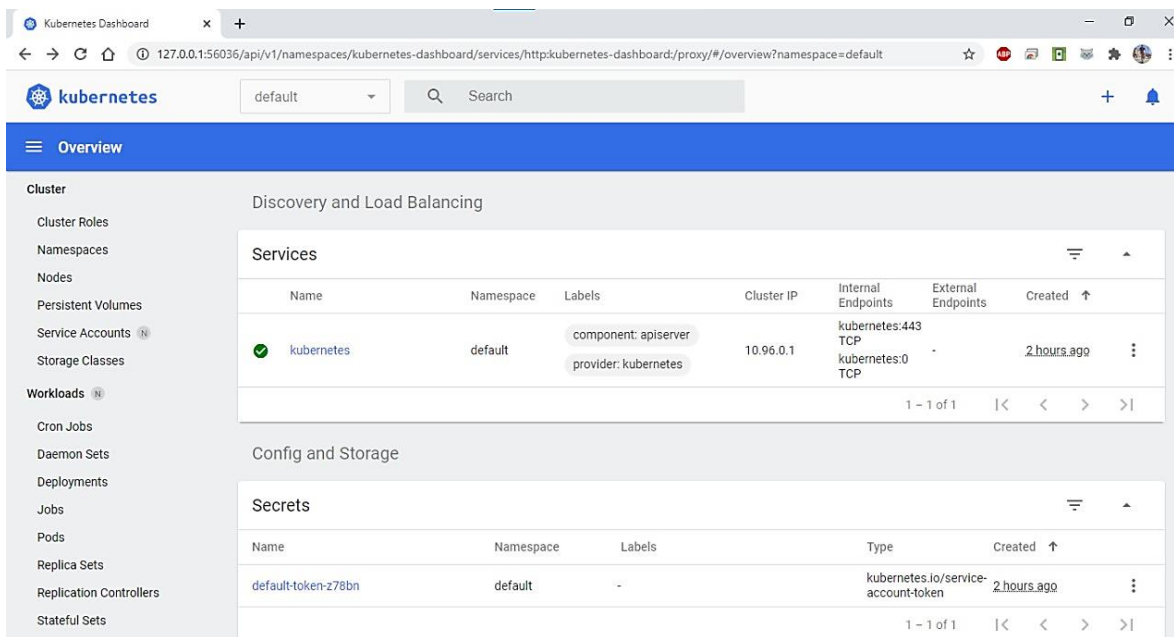 Kubernetes Dashboard
127.0.0.1:56036/api/v1/namespaces/kubernetes-dashboard/services/http:kubernetes-dashboard:/proxy/#/overview?namespace=default
ABP
kubernetes
default
Search
Overview
Cluster
Cluster Roles
Namespaces
Nodes
Persistent Volumes
Service Accounts N
Storage Classes
Workloads N
Cron Jobs
Daemon Sets
Deployments
Jobs
Pods
Replica Sets
Replication Controllers
Stateful Sets
Discovery and Load Balancing
Services
Name Namespace Labels Cluster IP Internal Endpoints External Endpoints Created
kubernetes default component: apiserver provider: kubernetes 10.96.0.1 kubernetes:443 TCP kubernetes:0 TCP - 2 hours ago
1 – 1 of 1
Config and Storage
Secrets
Name Namespace Labels Type Created
default-token-z78bn default - kubernetes.io/service-account-token 2 hours ago
1 – 1 of 1